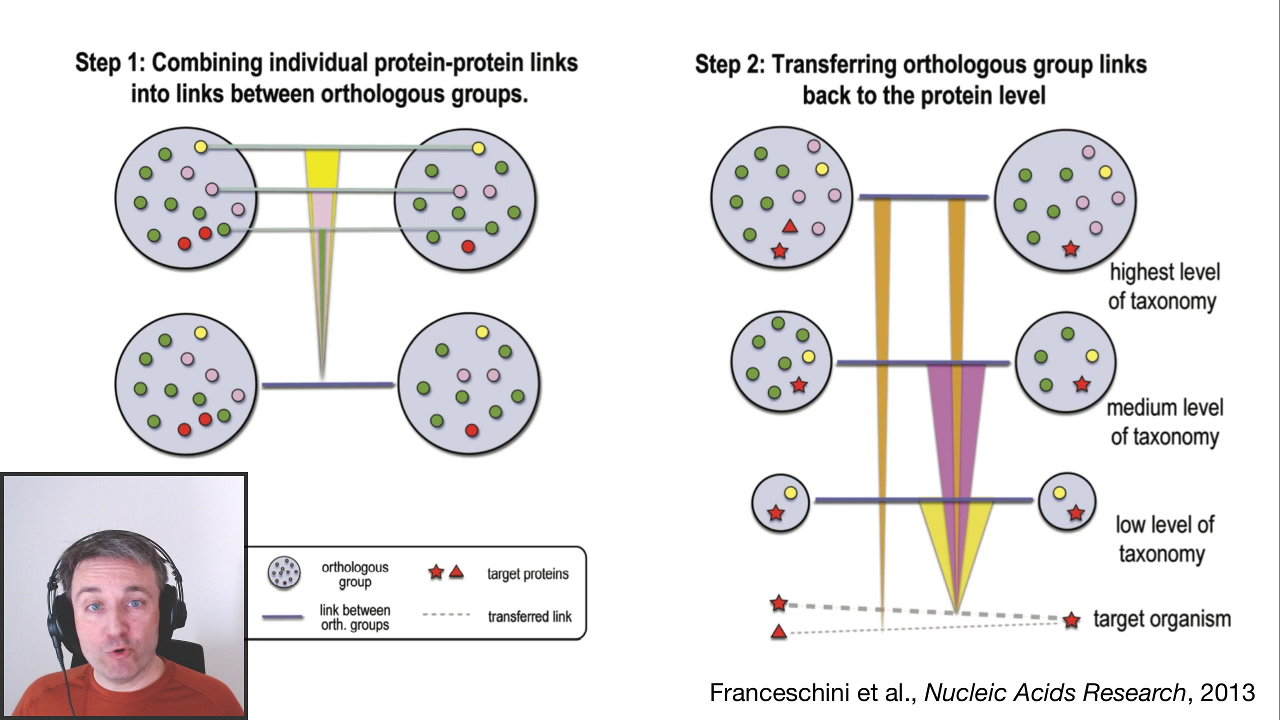 Step 1: Combining individual protein-protein links
into links between orthologous groups.
Step 2: Transferring orthologous group links
back to the protein level
highest level
of taxonomy
medium level
of taxonomy
low level of
taxonomy
target organism
orthologous
group
target proteins
link between
orth. groups
transferred link
Franceschini et al., Nucleic Acids Research, 2013